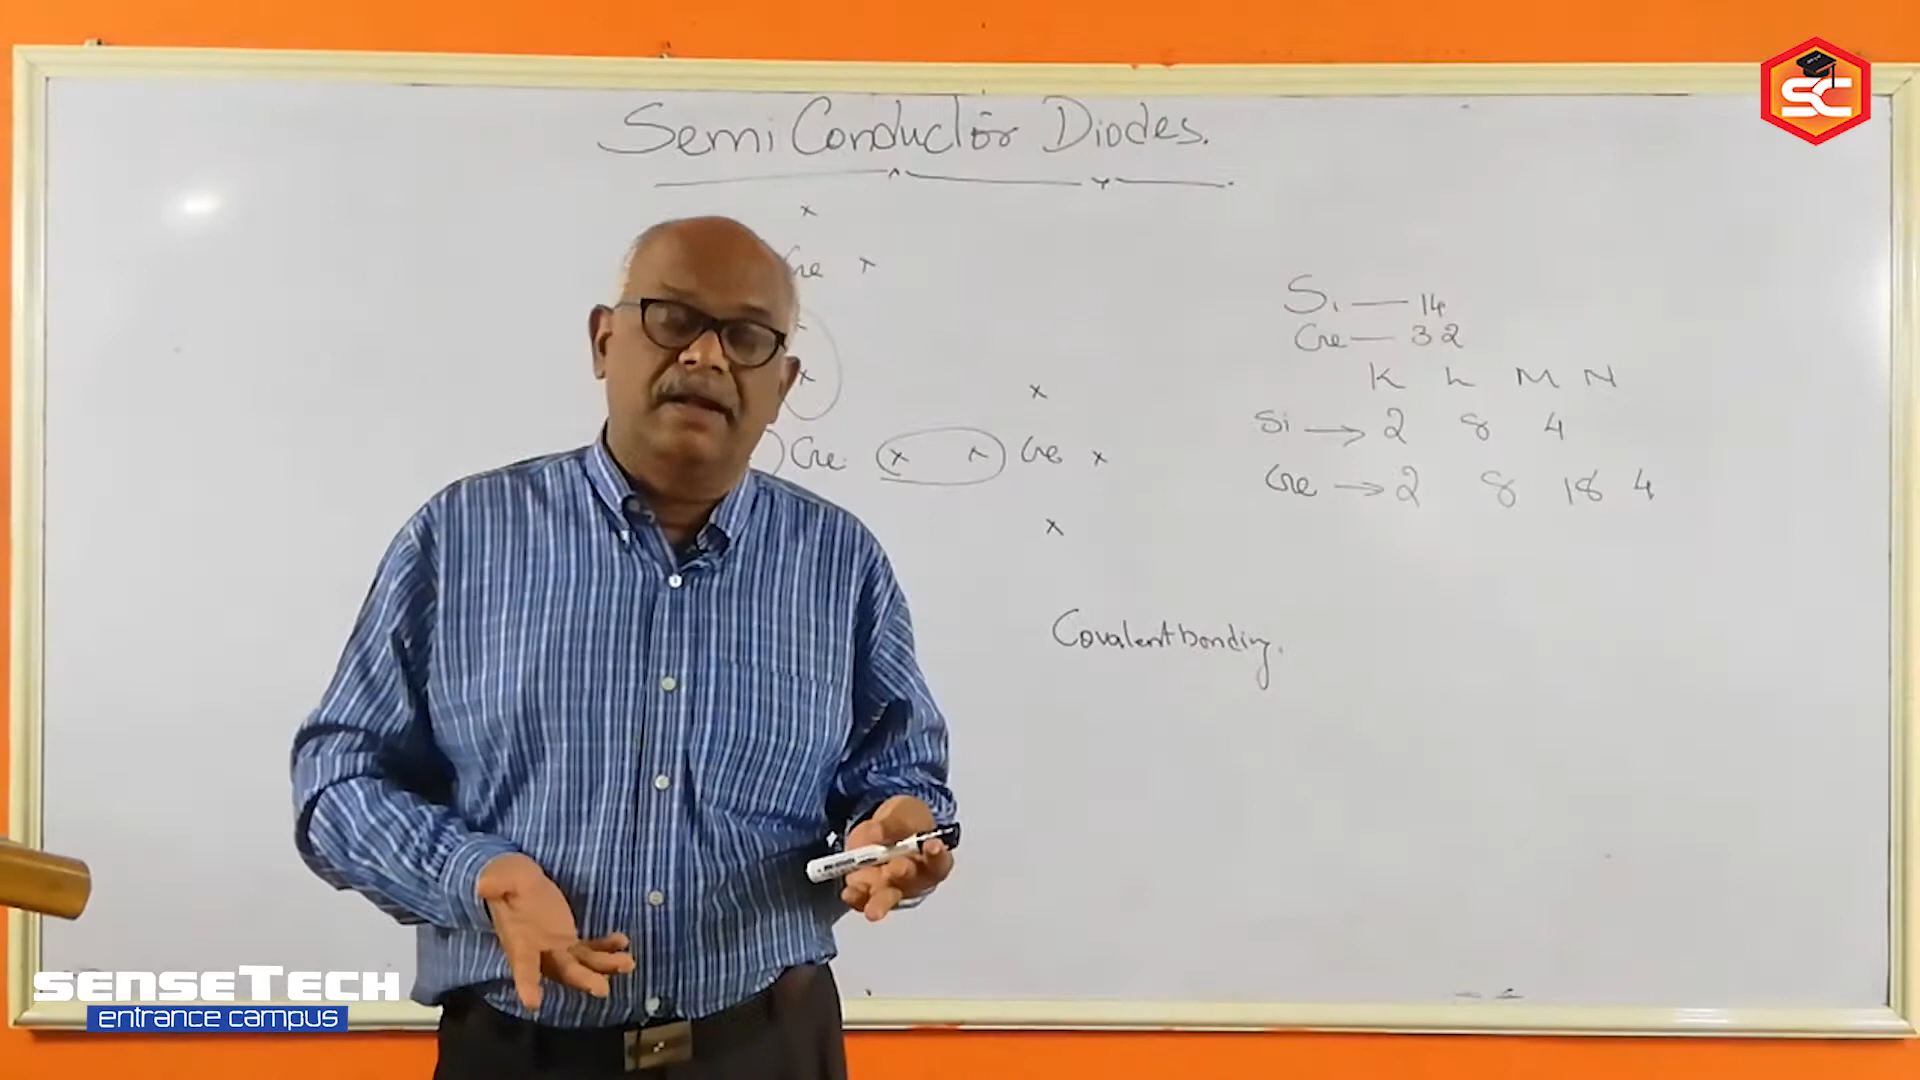 SC
Semi Conductor Diodes.
x
Ge x
x
Si — 14
Ge — 32
K L M N
x
x
Si → 2 8 4
Ge x x Ge x
Ge → 2 8 18 4
x
Covalent bonding.
senseTech
entrance campus